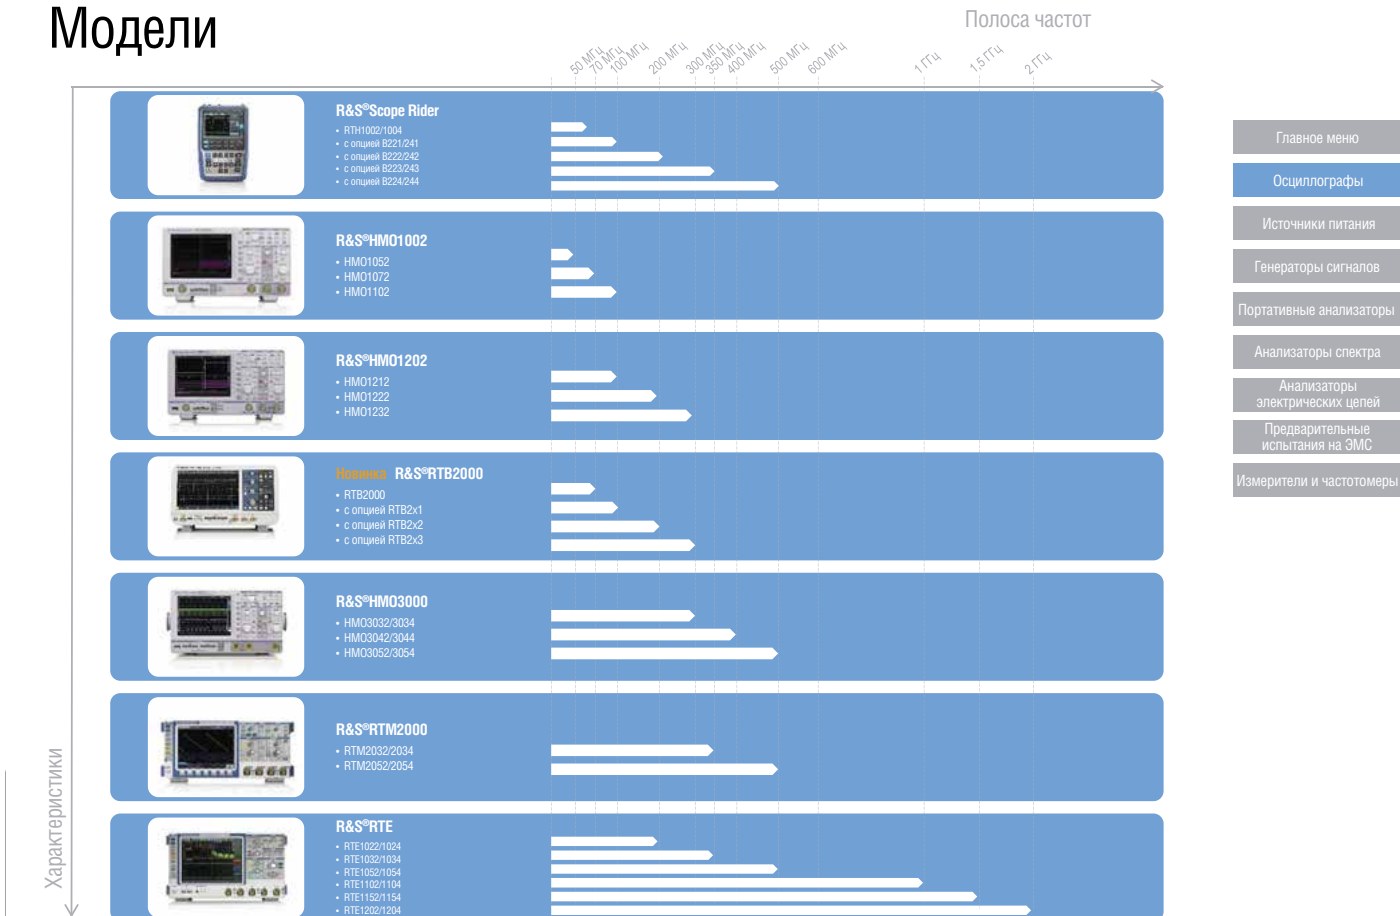 Модели
Полоса частот
50 МГц
70 МГц
100 МГц
200 МГц
300 МГц
350 МГц
400 МГц
500 МГц
600 МГц
1 ГГц
1,5 ГГц
2 ГГц
R&S®Scope Rider
• RTH1002/1004
• с опцией B221/241
• с опцией B222/242
• с опцией B223/243
• с опцией B224/244
R&S®HMO1002
• HMO1052
• HMO1072
• HMO1102
R&S®HMO1202
• HMO1212
• HMO1222
• HMO1232
Новинка R&S®RTB2000
• RTB2000
• с опцией RTB2x1
• с опцией RTB2x2
• с опцией RTB2x3
R&S®HMO3000
• HMO3032/3034
• HMO3042/3044
• HMO3052/3054
R&S®RTM2000
• RTM2032/2034
• RTM2052/2054
R&S®RTE
• RTE1022/1024
• RTE1032/1034
• RTE1052/1054
• RTE1102/1104
• RTE1152/1154
• RTE1202/1204
Характеристики
Главное меню
Осциллографы
Источники питания
Генераторы сигналов
Портативные анализаторы
Анализаторы спектра
Анализаторы
электрических цепей
Предварительные
испытания на ЭМС
Измерители и частотомеры